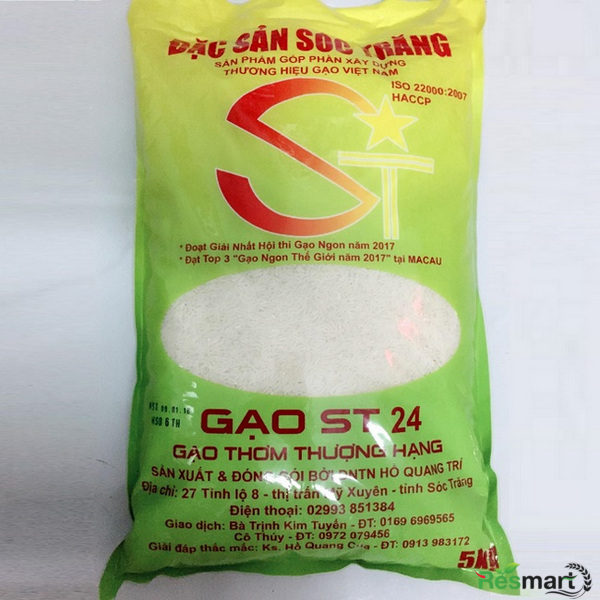 ĐẶC SẢN SÓC TRĂNG
SẢN PHẨM GÓP PHẦN XÂY DỰNG
THƯƠNG HIỆU GẠO VIỆT NAM
ISO 22000:2007
HACCP
ST
* Đoạt Giải Nhất Hội thi Gạo Ngon năm 2017
* Đạt Top 3 "Gạo Ngon Thế Giới năm 2017" tại MACAU
HSD 6 TH
GẠO ST 24
GẠO THƠM THƯỢNG HẠNG
SẢN XUẤT & ĐÓNG GÓI BỞI DNTN HỒ QUANG TRÍ
Địa chỉ: 27 Tỉnh lộ 8 - thị trấn Mỹ Xuyên - tỉnh Sóc Trăng
Điện thoại: 02993 851384
Giao dịch: Bà Trịnh Kim Tuyến - ĐT: 0169 6969565
Cô Thủy - ĐT: 0972 079456
Giải đáp thắc mắc: Ks. Hồ Quang Cua - ĐT: 0913 983172
5KG
Resmart